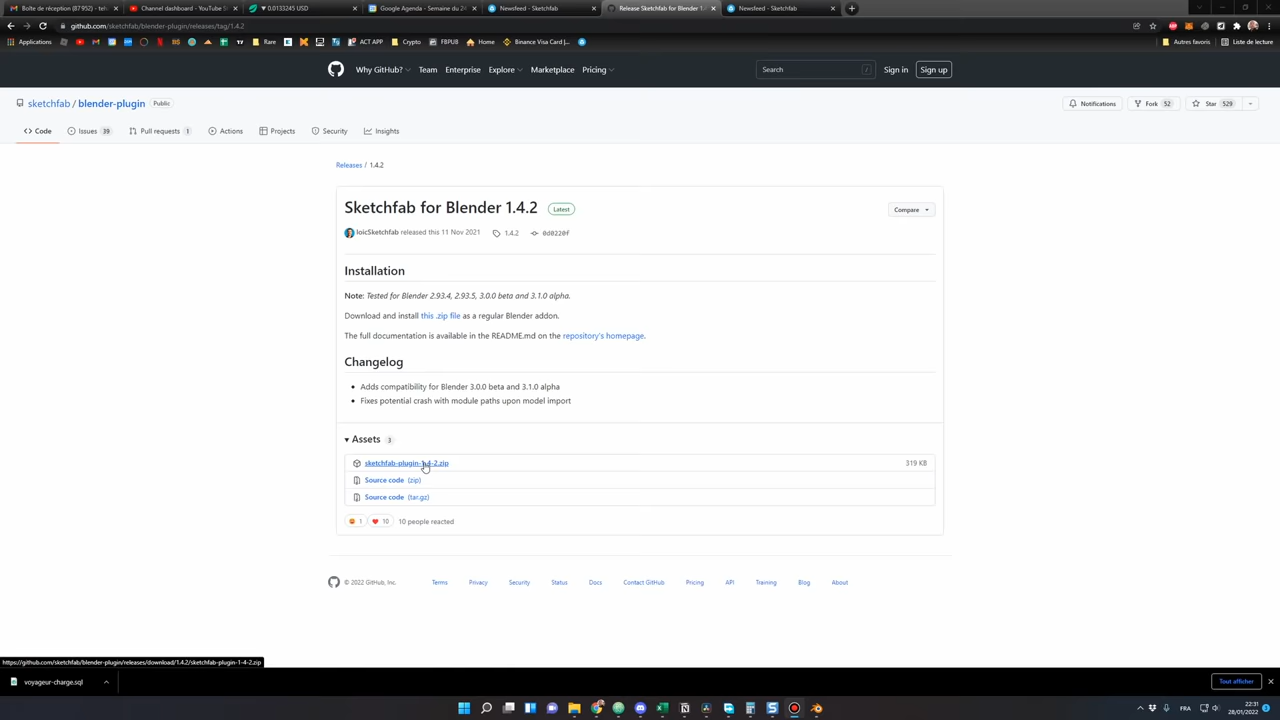 Boîte de réception (87 952) - teh
Channel dashboard - YouTube S
0.0133245 USD
Google Agenda - Semaine du 2
Newsfeed - Sketchfab
Release Sketchfab for Blender 1.4
Newsfeed - Sketchfab
github.com/sketchfab/blender-plugin/releases/tag/1.4.2
Applications
Rare
ACT APP
Crypto
FBPUB
Home
Binance Visa Card |...
Autres favoris
Liste de lecture
Why GitHub?
Team
Enterprise
Explore
Marketplace
Pricing
Search
/
Sign in
Sign up
sketchfab / blender-plugin Public
Notifications
Fork 52
Star 529
Code
Issues 39
Pull requests 1
Actions
Projects
Security
Insights
Releases / 1.4.2
Sketchfab for Blender 1.4.2 Latest
Compare
loicSketchfab released this 11 Nov 2021
1.4.2
0d0220f
Installation
Note: Tested for Blender 2.93.4, 2.93.5, 3.0.0 beta and 3.1.0 alpha.
Download and install this .zip file as a regular Blender addon.
The full documentation is available in the README.md on the repository's homepage.
Changelog
Adds compatibility for Blender 3.0.0 beta and 3.1.0 alpha
Fixes potential crash with module paths upon model import
Assets 3
sketchfab-plugin-1-4-2.zip
319 KB
Source code (zip)
Source code (tar.gz)
1
10
10 people reacted
© 2022 GitHub, Inc.
Terms
Privacy
Security
Status
Docs
Contact GitHub
Pricing
API
Training
Blog
About
https://github.com/sketchfab/blender-plugin/releases/download/1.4.2/sketchfab-plugin-1-4-2.zip
voyageur-charge.sql
Tout afficher
FRA
22:31
28/01/2022